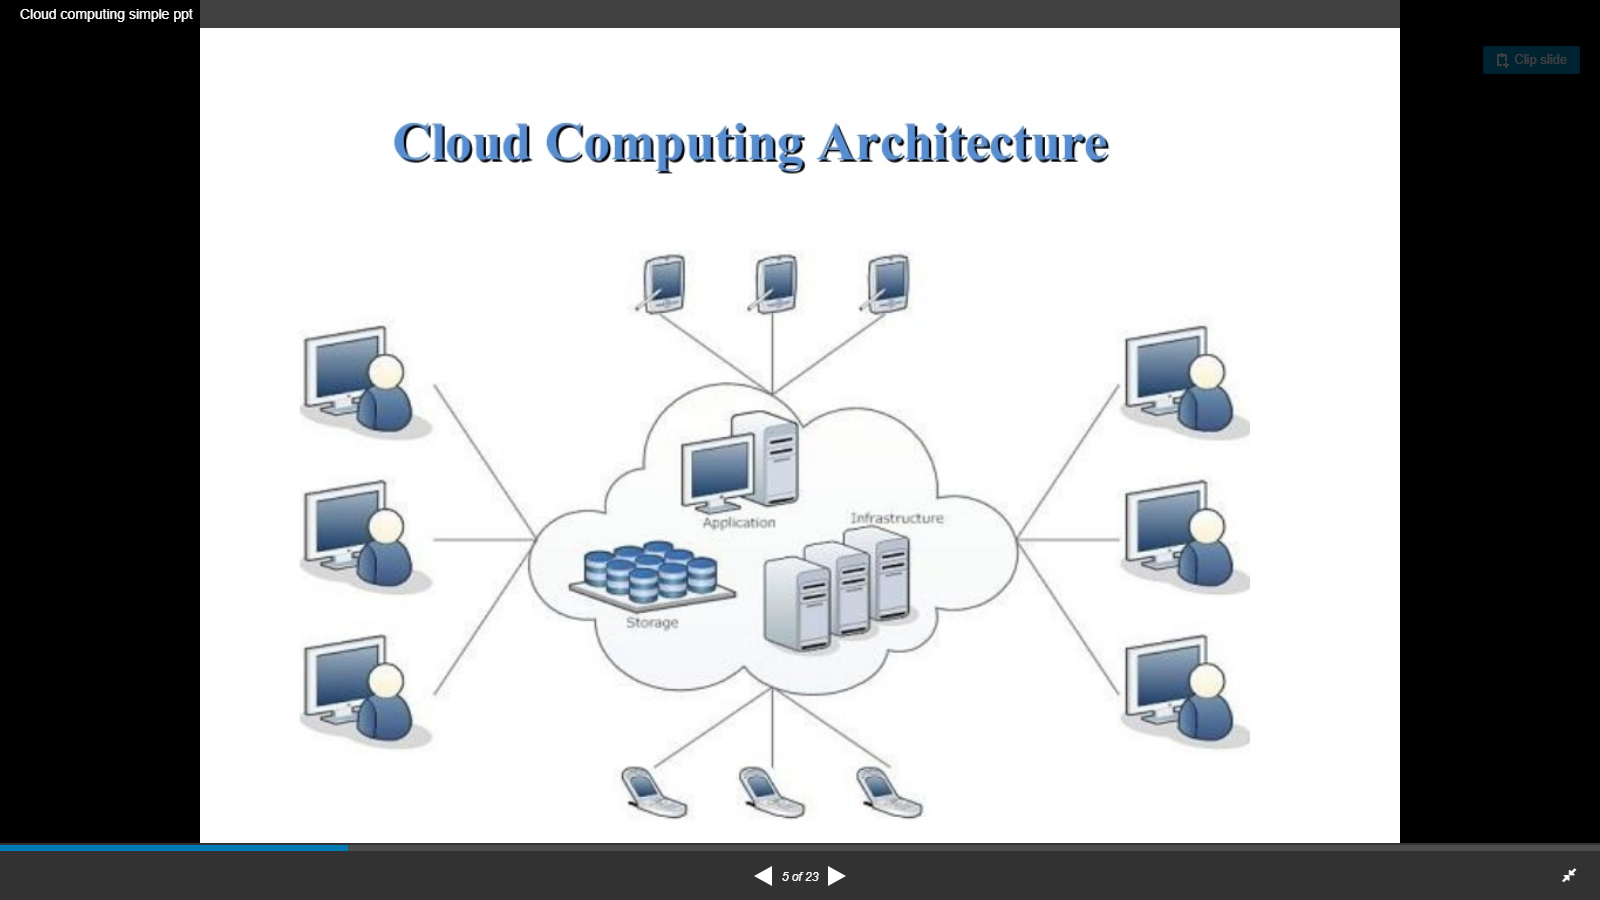 Cloud computing simple ppt
Clip slide
Cloud Computing Architecture
Application
Infrastructure
Storage
5 of 23